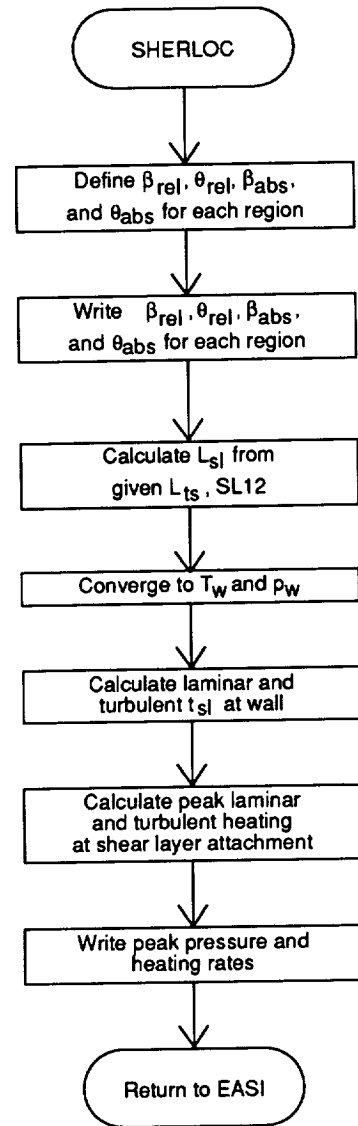 SHERLOC
Define βrel, θrel, βabs,
and θabs for each region
Write βrel, θrel, βabs,
and θabs for each region
Calculate Lsl from
given Lts, SL12
Converge to Tw and pw
Calculate laminar and
turbulent tsl at wall
Calculate peak laminar
and turbulent heating
at shear layer attachment
Write peak pressure and
heating rates
Return to EASI